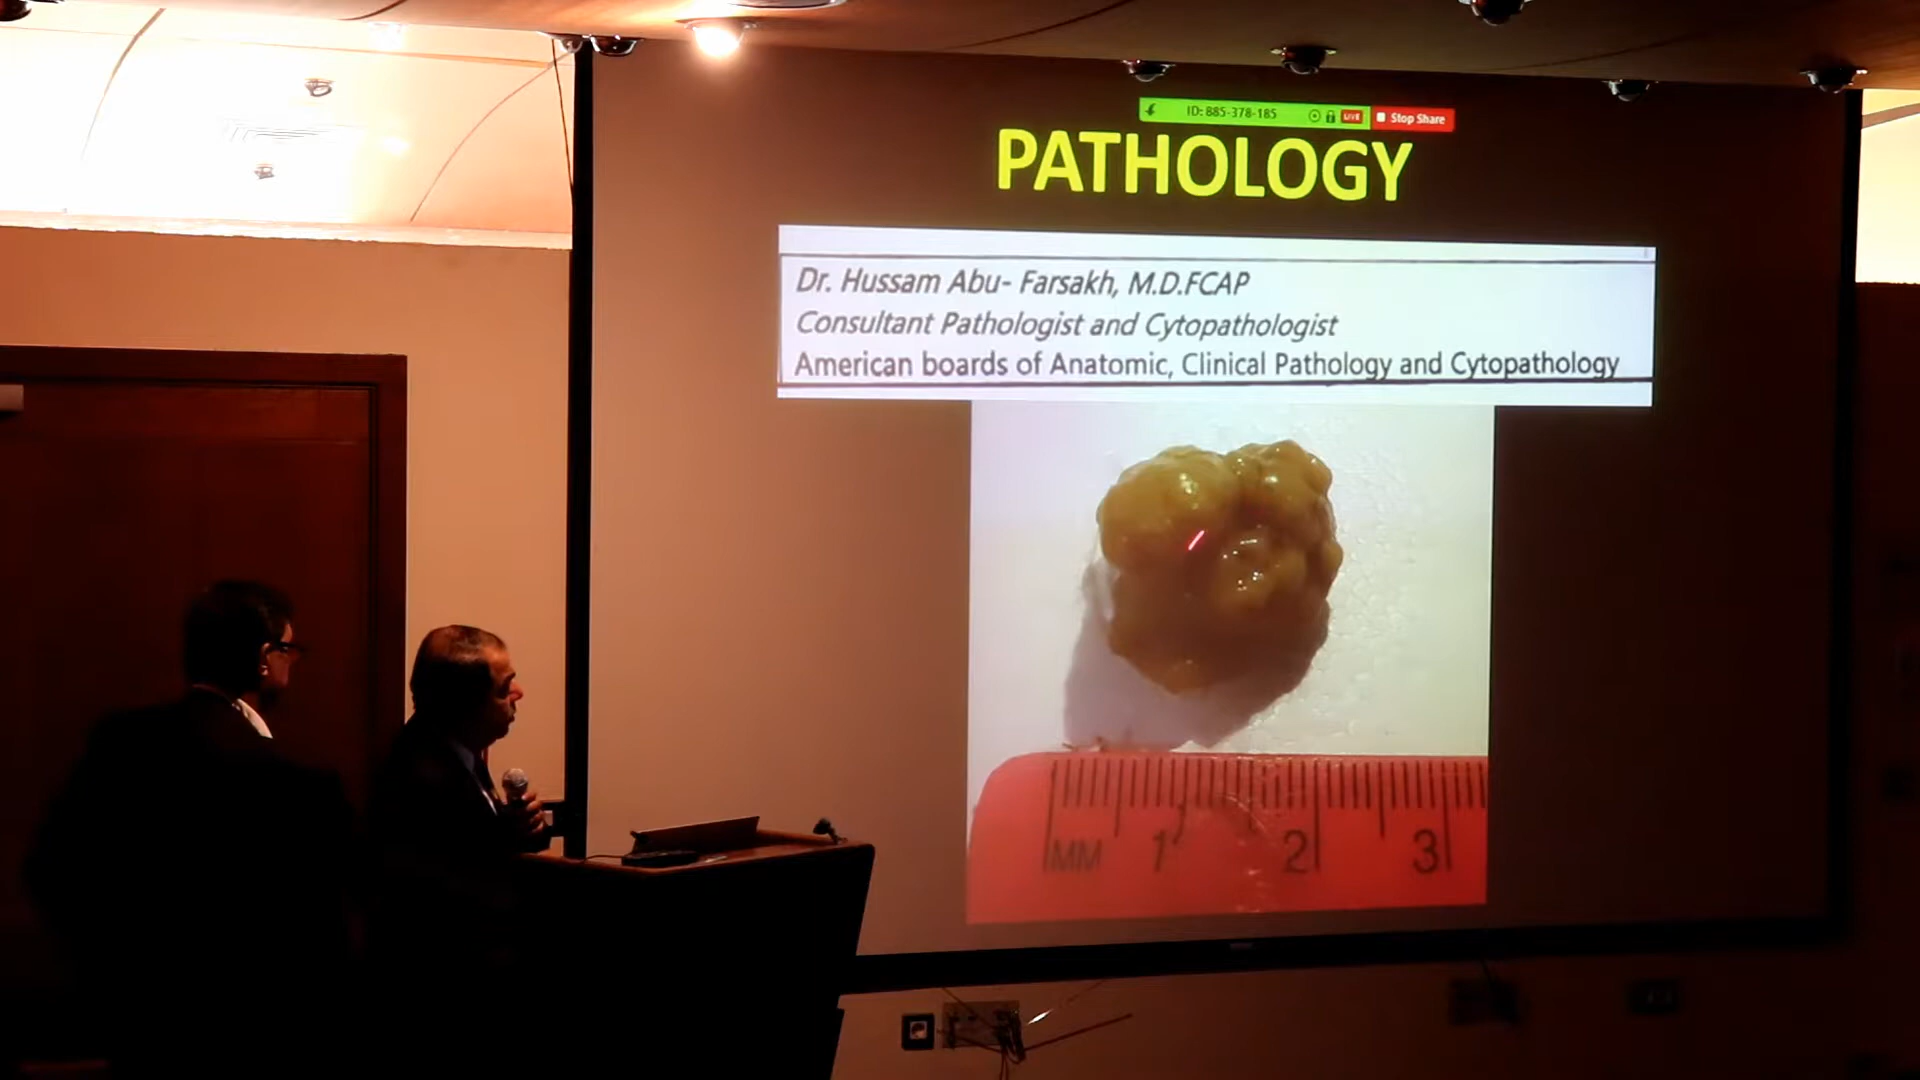 ID: 885-378-185 LIVE Stop Share
PATHOLOGY
Dr. Hussam Abu- Farsakh, M.D.FCAP
Consultant Pathologist and Cytopathologist
American boards of Anatomic, Clinical Pathology and Cytopathology
MM 1 2 3